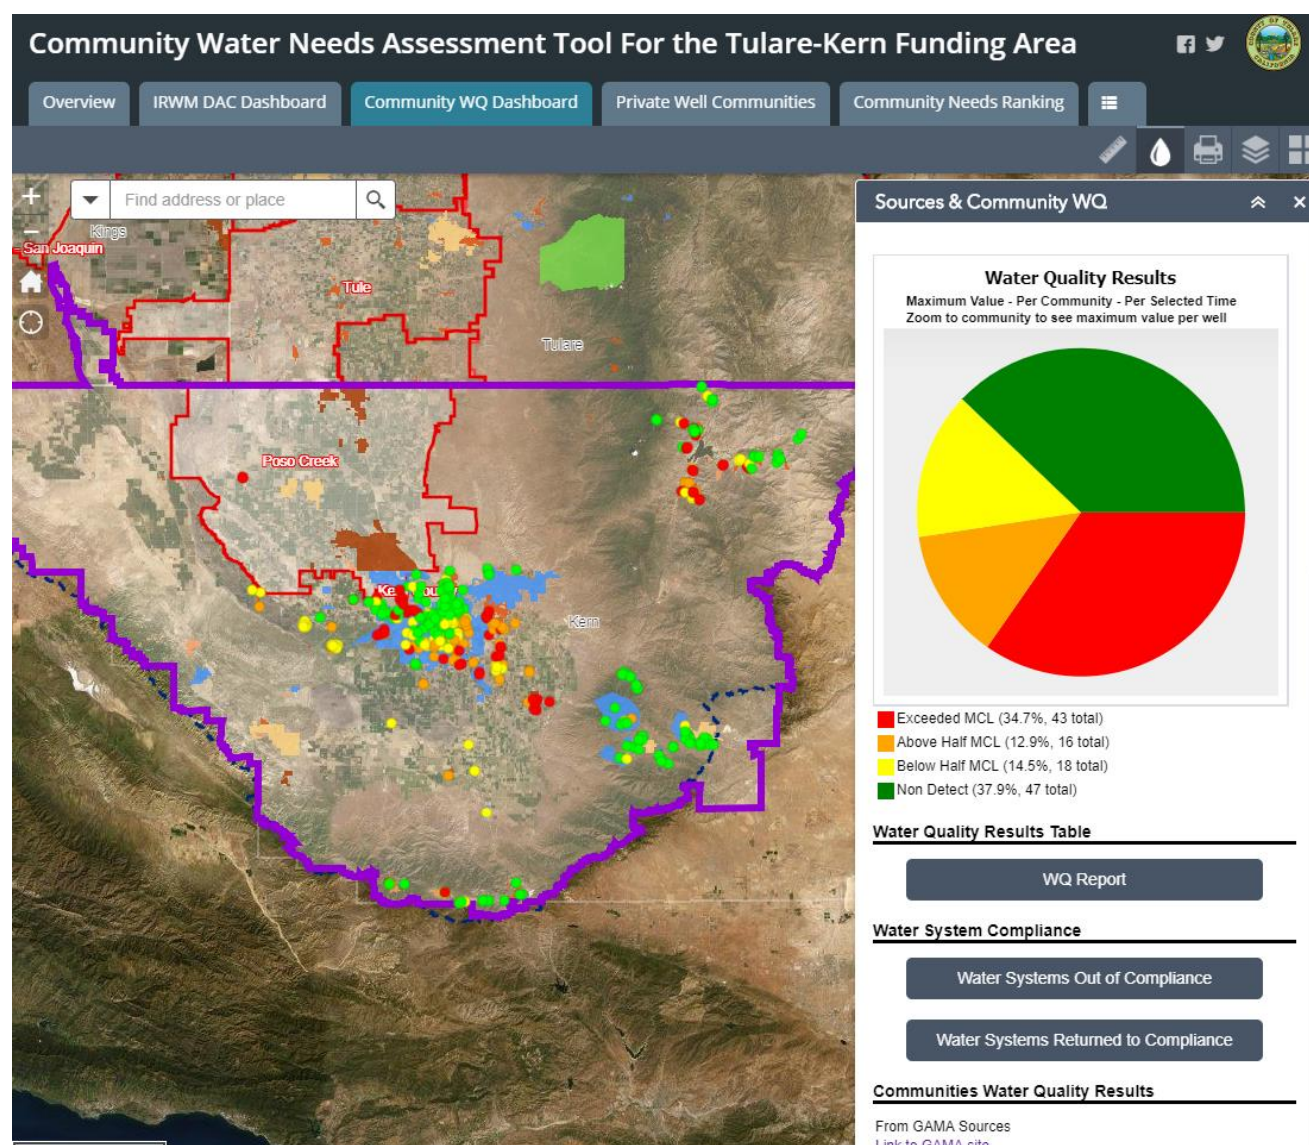 Community Water Needs Assessment Tool For the Tulare-Kern Funding Area
Overview
IRWM DAC Dashboard
Community WQ Dashboard
Private Well Communities
Community Needs Ranking
Find address or place
Kings
San Joaquin
Tule
Tulare
Poso Creek
Kern
Sources & Community WQ
Water Quality Results
Maximum Value - Per Community - Per Selected Time
Zoom to community to see maximum value per well
Exceeded MCL (34.7%, 43 total)
Above Half MCL (12.9%, 16 total)
Below Half MCL (14.5%, 18 total)
Non Detect (37.9%, 47 total)
Water Quality Results Table
WQ Report
Water System Compliance
Water Systems Out of Compliance
Water Systems Returned to Compliance
Communities Water Quality Results
From GAMA Sources
Link to GAMA site